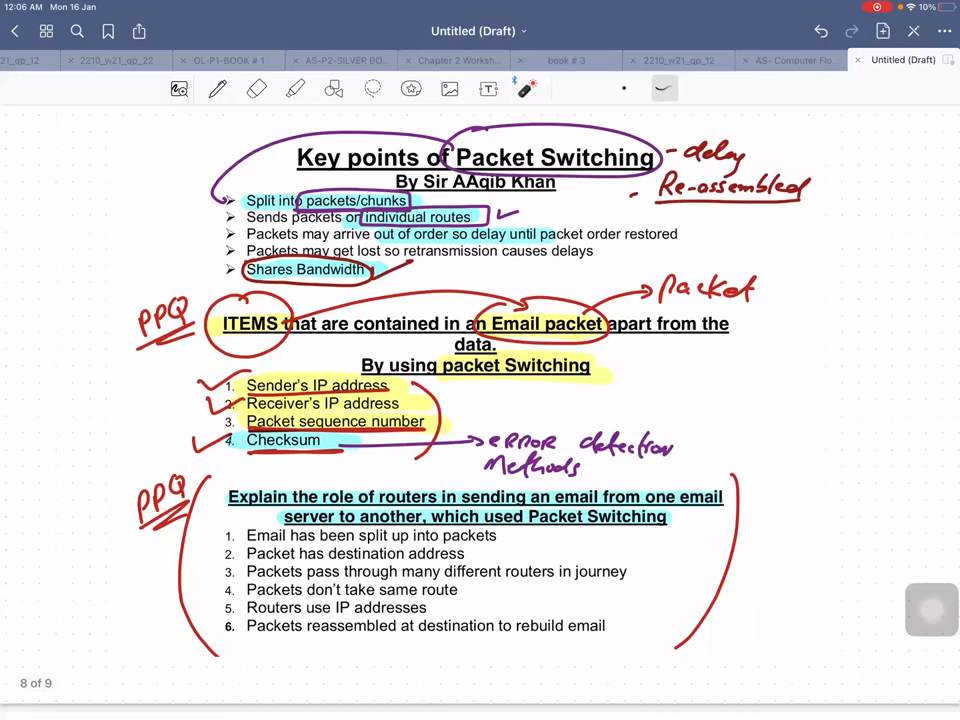 12:06 AM Mon 16 Jan
10%
Untitled (Draft)
21_qp_12
2210_w21_qp_22
OL-P1-BOOK # 1
AS-P2-SILVER BO...
Chapter 2 Worksh...
book # 3
2210_w21_qp_12
AS- Computer Flo...
Untitled (Draft)
Key points of Packet Switching
- delay
By Sir AAqib Khan
- Re-assembled
Split into packets/chunks
Sends packets on individual routes
Packets may arrive out of order so delay until packet order restored
Packets may get lost so retransmission causes delays
Shares Bandwidth
packet
PPQ
ITEMS that are contained in an Email packet apart from the
data.
By using packet Switching
1. Sender's IP address
2. Receiver's IP address
3. Packet sequence number
4. Checksum
ERROR detection
Methods
PPQ
Explain the role of routers in sending an email from one email
server to another, which used Packet Switching
1. Email has been split up into packets
2. Packet has destination address
3. Packets pass through many different routers in journey
4. Packets don't take same route
5. Routers use IP addresses
6. Packets reassembled at destination to rebuild email
8 of 9